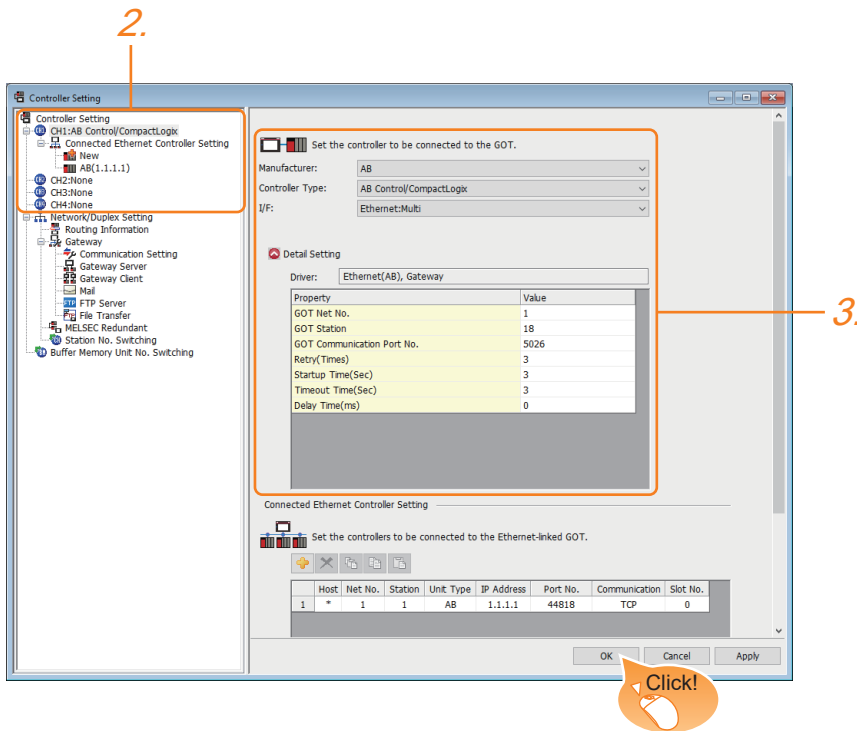 2.
Controller Setting
Controller Setting
CH1:AB Control/CompactLogix
Connected Ethernet Controller Setting
New
AB(1.1.1.1)
CH2:None
CH3:None
CH4:None
Network/Duplex Setting
Routing Information
Gateway
Communication Setting
Gateway Server
Gateway Client
Mail
FTP Server
File Transfer
MELSEC Redundant
Station No. Switching
Buffer Memory Unit No. Switching
Set the controller to be connected to the GOT.
Manufacturer: AB
Controller Type: AB Control/CompactLogix
I/F: Ethernet:Multi
Detail Setting
Driver: Ethernet(AB), Gateway
Property Value
GOT Net No. 1
GOT Station 18
GOT Communication Port No. 5026
Retry(Times) 3
Startup Time(Sec) 3
Timeout Time(Sec) 3
Delay Time(ms) 0
3.
Connected Ethernet Controller Setting
Set the controllers to be connected to the Ethernet-linked GOT.
Host Net No. Station Unit Type IP Address Port No. Communication Slot No.
1 * 1 1 AB 1.1.1.1 44818 TCP 0
OK Cancel Apply
Click!